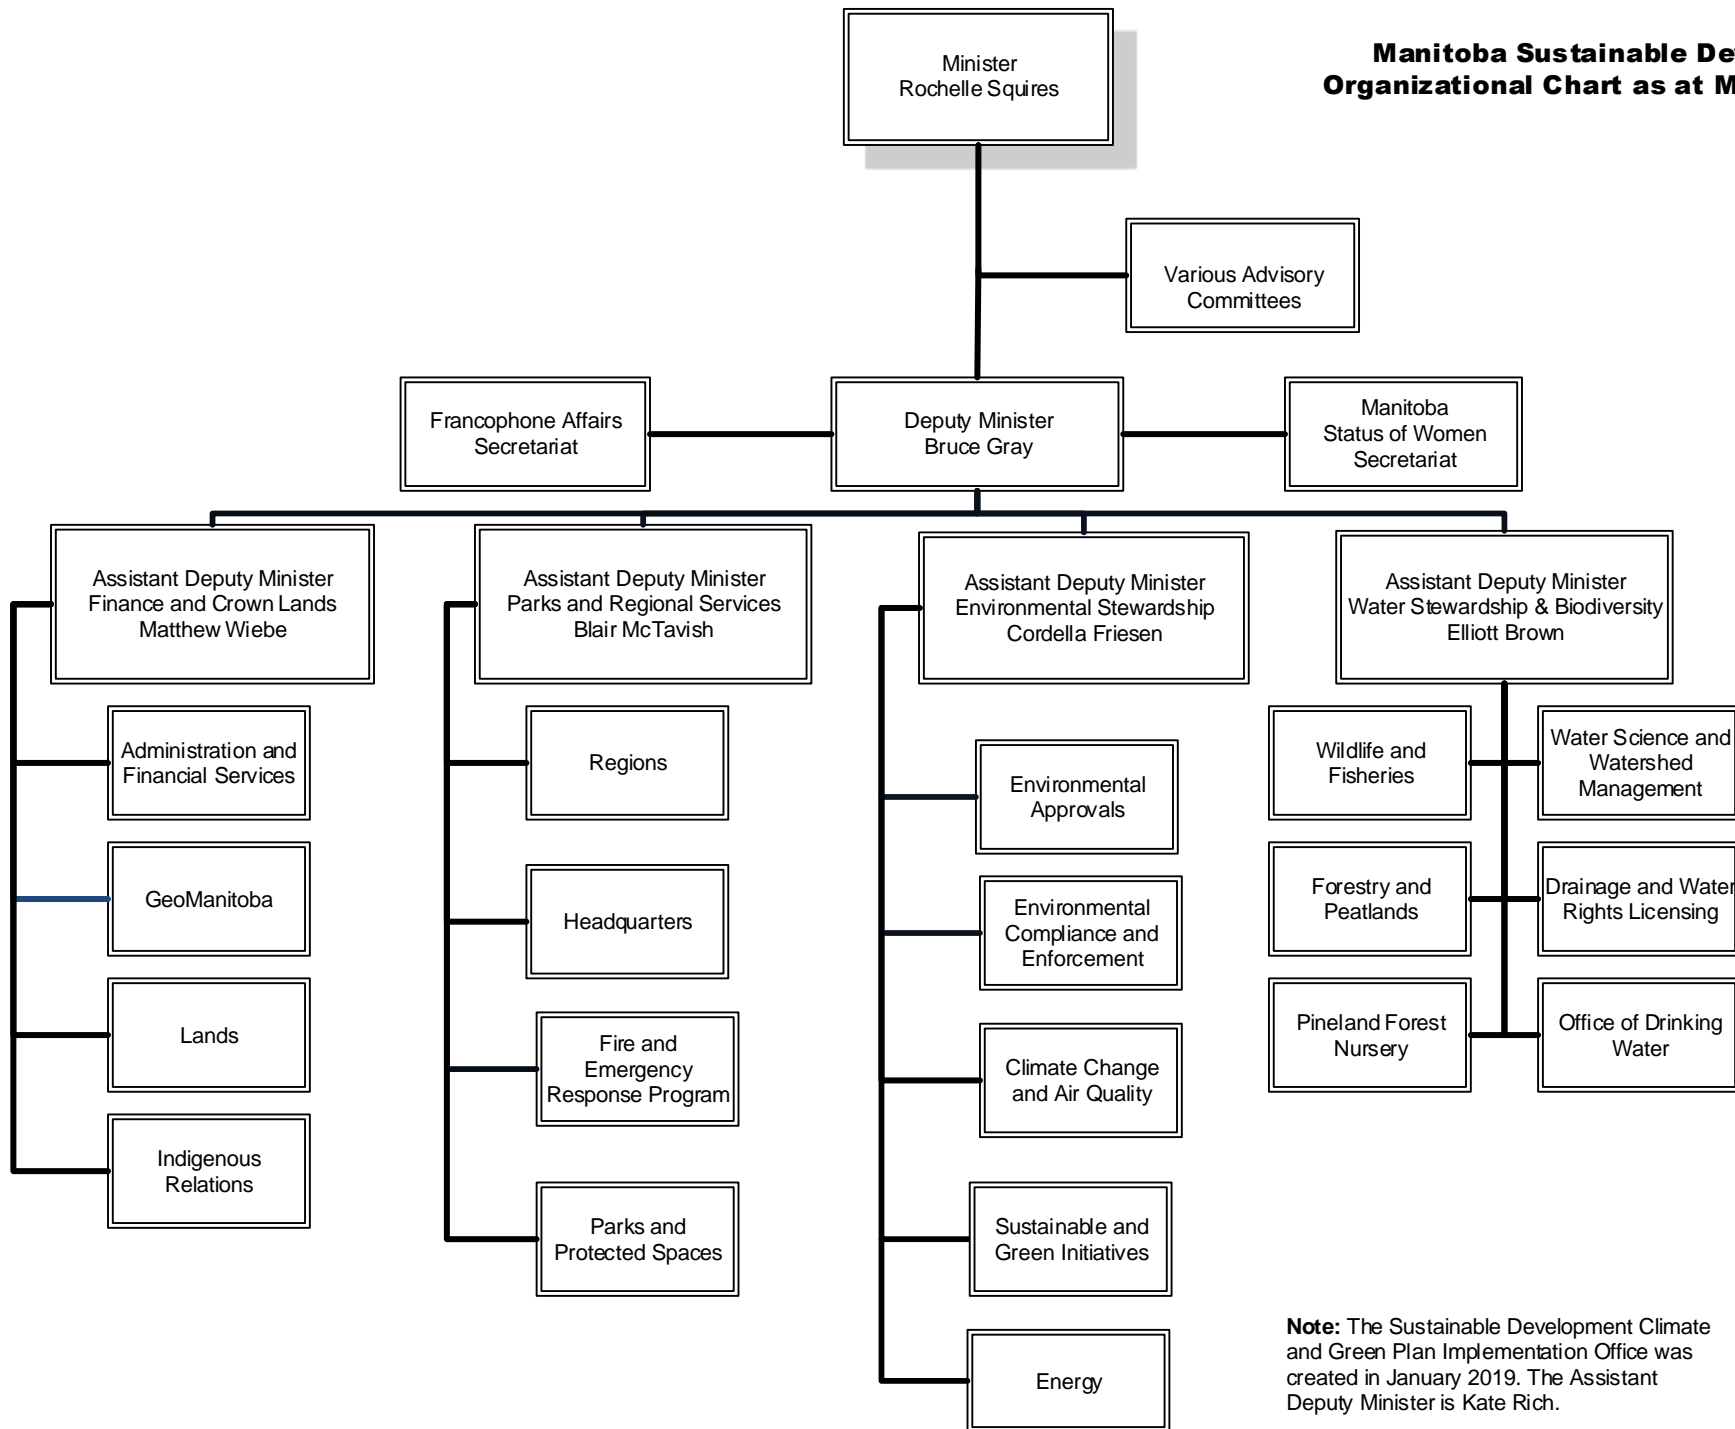 Manitoba Sustainable
Organizational Chart as at
Minister
Rochelle Squires
Various Advisory
Committees
Francophone Affairs
Secretariat
Deputy Minister
Bruce Gray
Manitoba
Status of Women
Secretariat
Assistant Deputy Minister
Finance and Crown Lands
Matthew Wiebe
Assistant Deputy Minister
Parks and Regional Services
Blair McTavish
Assistant Deputy Minister
Environmental Stewardship
Cordella Friesen
Assistant Deputy Minister
Water Stewardship & Biodiversity
Elliott Brown
Administration and
Financial Services
GeoManitoba
Lands
Indigenous
Relations
Regions
Headquarters
Fire and
Emergency
Response Program
Parks and
Protected Spaces
Environmental
Approvals
Environmental
Compliance and
Enforcement
Climate Change
and Air Quality
Sustainable and
Green Initiatives
Energy
Wildlife and
Fisheries
Water Science and
Watershed
Management
Forestry and
Peatlands
Drainage and Water
Rights Licensing
Pineland Forest
Nursery
Office of Drinking
Water
Note: The Sustainable Development Climate
and Green Plan Implementation Office was
created in January 2019. The Assistant
Deputy Minister is Kate Rich.